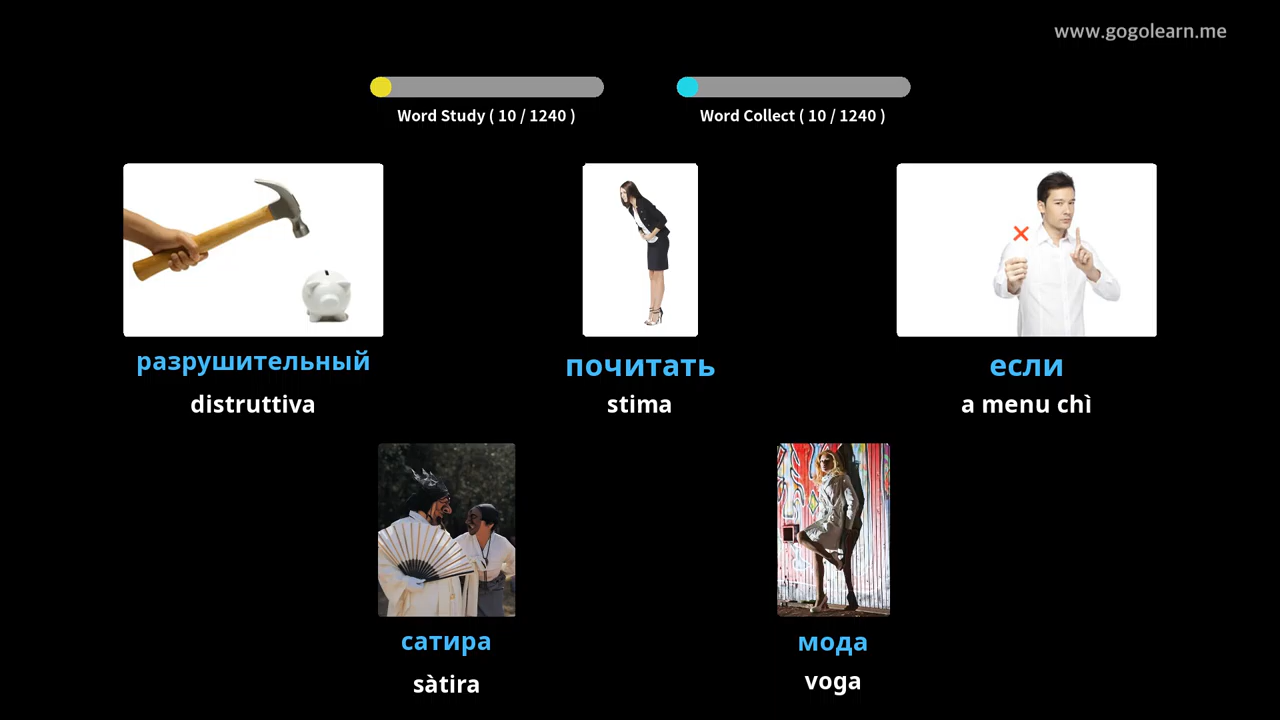 www.gogolearn.me
Word Study ( 10 / 1240 )
Word Collect ( 10 / 1240 )
разрушительный
почитать
если
distruttiva
stima
a menu chì
сатира
мода
sàtira
voga